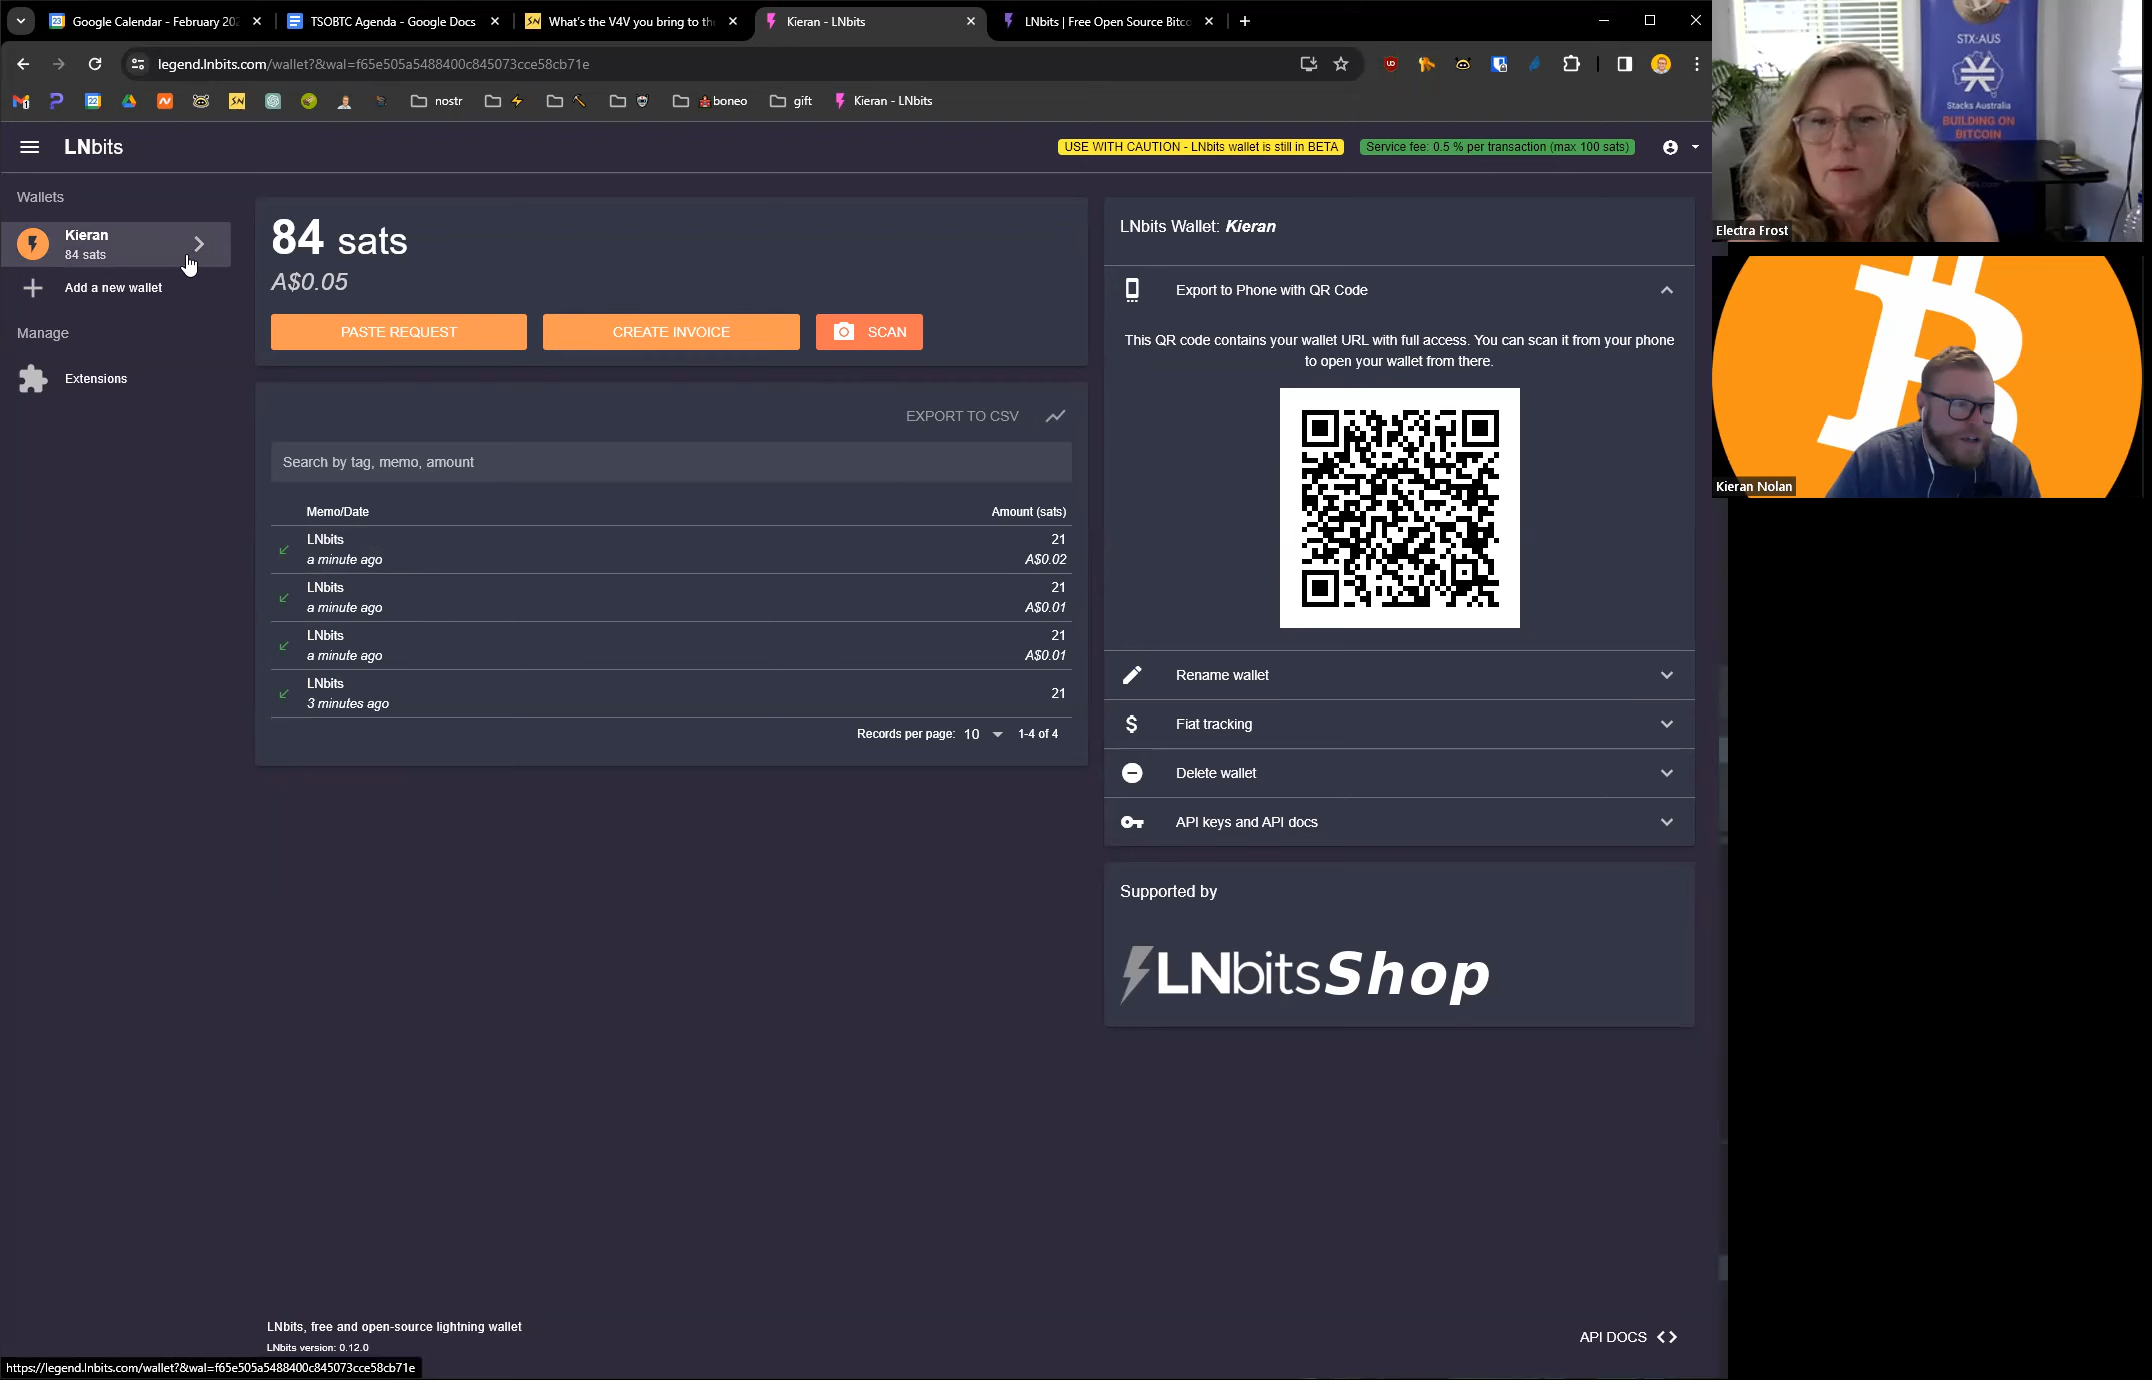 Google Calendar - February 202
TSOBTC Agenda - Google Docs
What's the V4V you bring to the
Kieran - LNbits
LNbits | Free Open Source Bitco
legend.lnbits.com/wallet?&wal=f65e505a5488400c845073cce58cb71e
nostr
boneo
gift
Kieran - LNbits
LNbits
USE WITH CAUTION - LNbits wallet is still in BETA
Service fee: 0.5 % per transaction (max 100 sats)
Wallets
Kieran
84 sats
Add a new wallet
Manage
Extensions
84 sats
A$0.05
PASTE REQUEST
CREATE INVOICE
SCAN
EXPORT TO CSV
Search by tag, memo, amount
Memo/Date
Amount (sats)
LNbits
21
a minute ago
A$0.02
LNbits
21
a minute ago
A$0.01
LNbits
21
a minute ago
A$0.01
LNbits
3 minutes ago
21
Records per page: 10
1-4 of 4
LNbits Wallet: Kieran
Export to Phone with QR Code
This QR code contains your wallet URL with full access. You can scan it from your phone
to open your wallet from there.
Rename wallet
Fiat tracking
Delete wallet
API keys and API docs
Supported by
LNbitsShop
LNbits, free and open-source lightning wallet
LNbits version: 0.12.0
API DOCS
https://legend.lnbits.com/wallet?&wal=f65e505a5488400c845073cce58cb71e
STX:AUS
Stacks Australia
BUILDING ON
BITCOIN
Electra Frost
Kieran Nolan